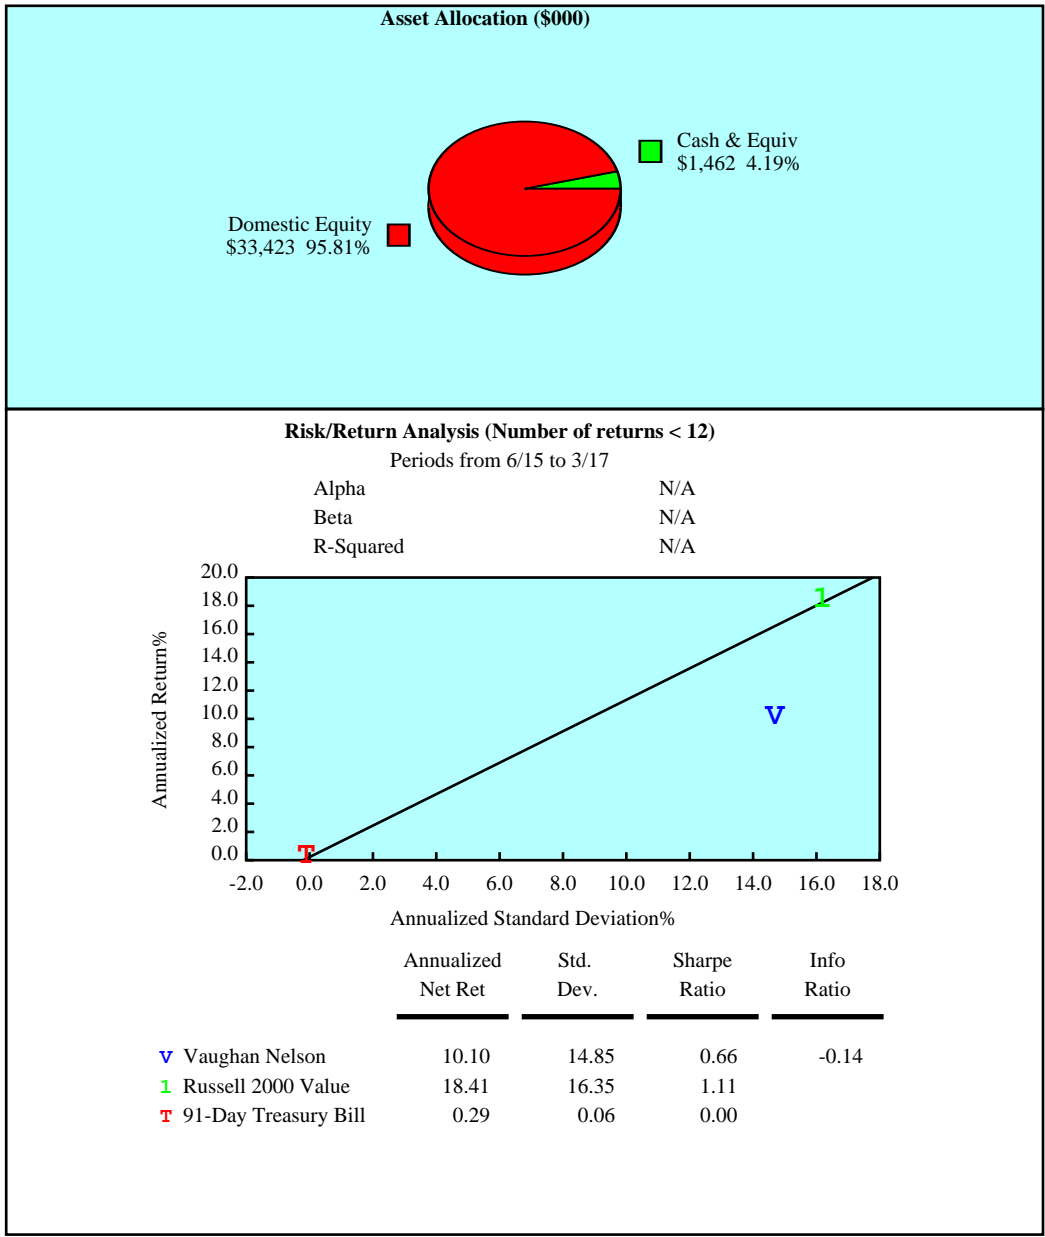 Asset Allocation ($000)
Cash & Equiv
$1,462 4.19%
Domestic Equity
$33,423 95.81%
Risk/Return Analysis (Number of returns < 12)
Periods from 6/15 to 3/17
Alpha N/A
Beta N/A
R-Squared N/A
20.0
18.0
16.0
14.0
12.0
10.0
8.0
6.0
4.0
2.0
0.0
Annualized Return%
1
V
T
-2.0 0.0 2.0 4.0 6.0 8.0 10.0 12.0 14.0 16.0 18.0
Annualized Standard Deviation%
Annualized Std. Sharpe Info
Net Ret Dev. Ratio Ratio
V Vaughan Nelson 10.10 14.85 0.66 -0.14
1 Russell 2000 Value 18.41 16.35 1.11
T 91-Day Treasury Bill 0.29 0.06 0.00